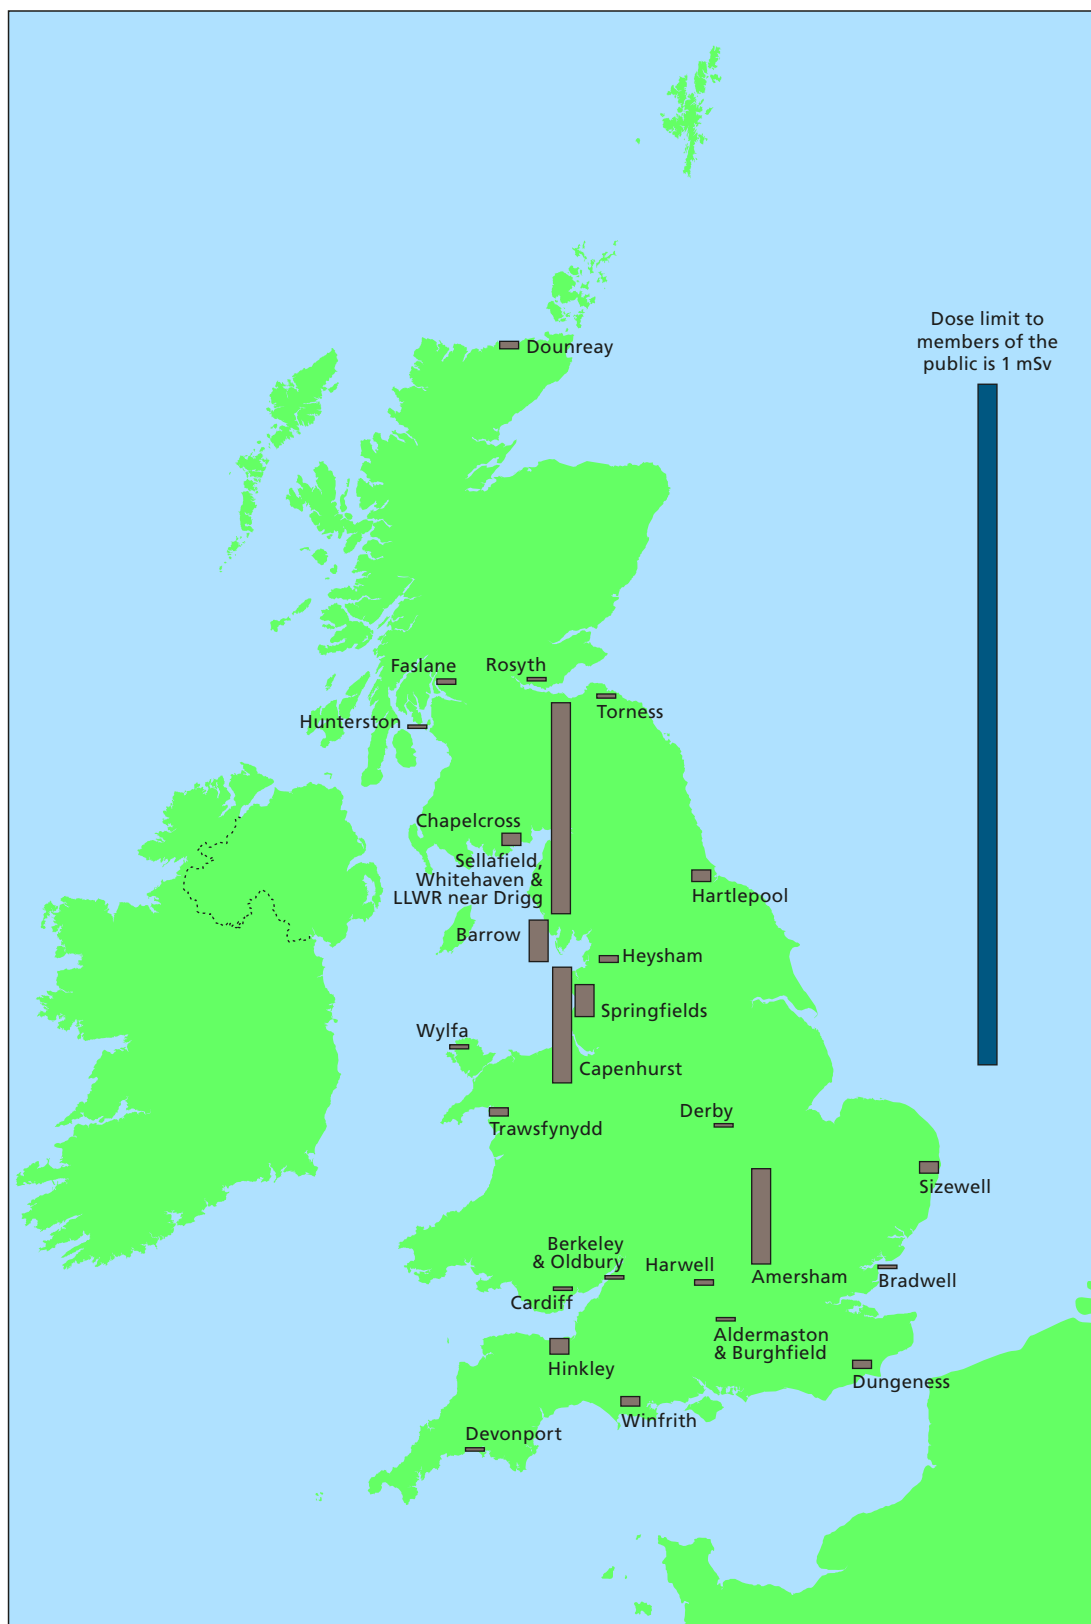 Dose limit to
members of the
public is 1 mSv
Dounreay
Faslane
Rosyth
Torness
Hunterston
Chapelcross
Sellafield,
Whitehaven &
LLWR near Drigg
Hartlepool
Barrow
Heysham
Springfields
Wylfa
Capenhurst
Derby
Trawsfynydd
Sizewell
Berkeley
& Oldbury
Harwell
Amersham
Bradwell
Cardiff
Aldermaston
& Burghfield
Hinkley
Dungeness
Winfrith
Devonport